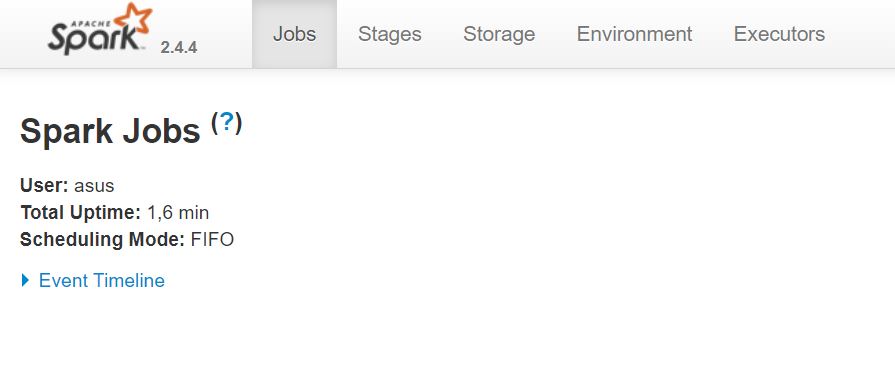 APACHE
Spark 2.4.4 Jobs Stages Storage Environment Executors
Spark Jobs (?)
User: asus
Total Uptime: 1,6 min
Scheduling Mode: FIFO
Event Timeline